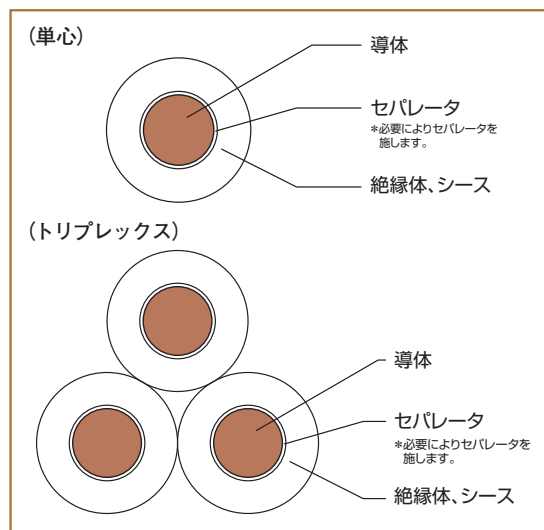 (単心)
導体
セパレータ
*必要によりセパレータを
施します。
絶縁体、シース
(トリプレックス)
導体
セパレータ
*必要によりセパレータを
施します。
絶縁体、シース